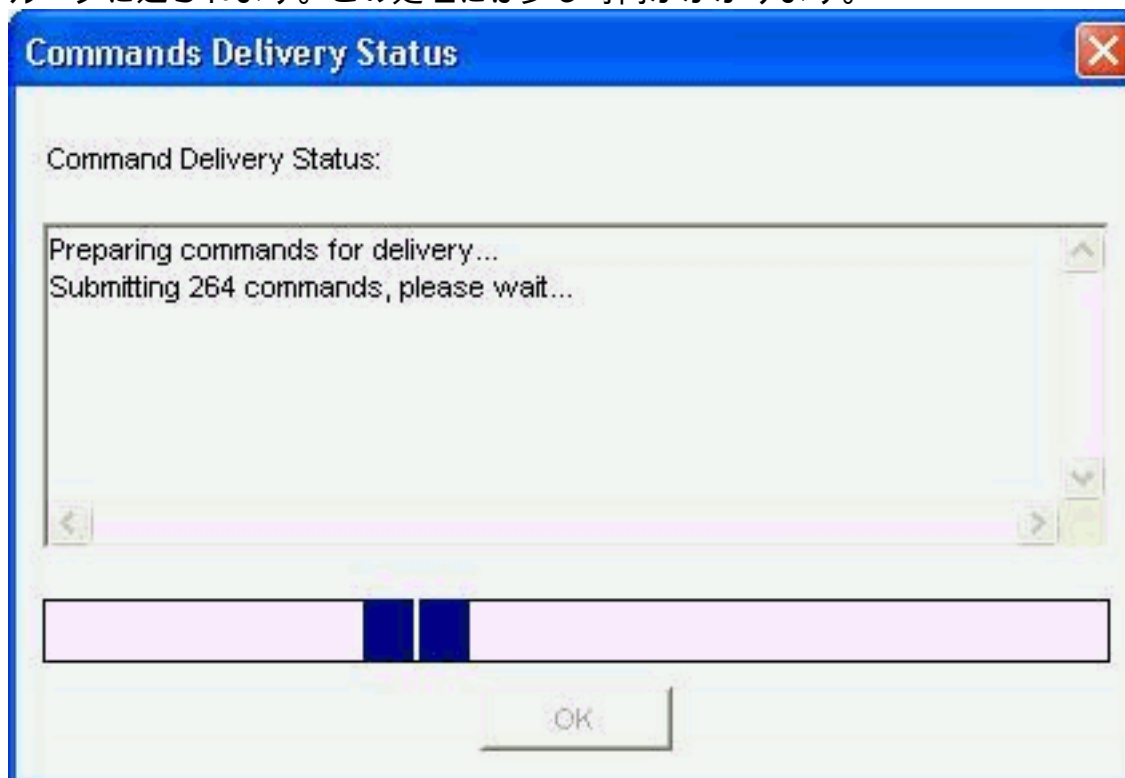 Commands Delivery Status
Command Delivery Status:
Preparing commands for delivery...
Submitting 264 commands, please wait...
OK